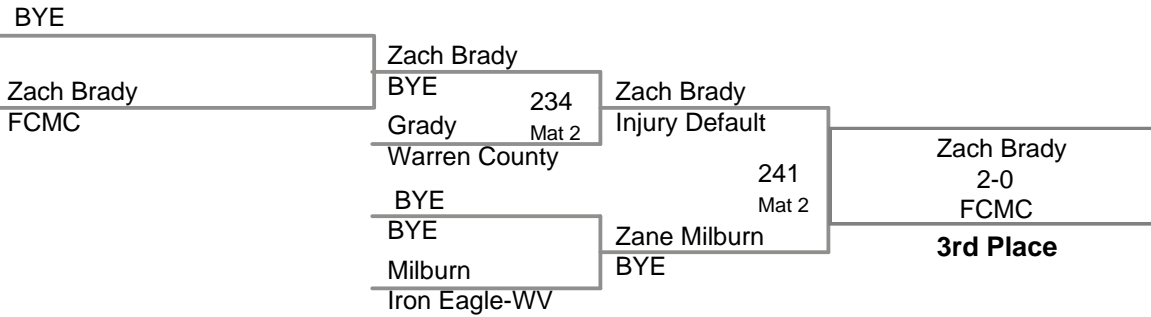 BYE
Zach Brady
FCMC
Zach Brady
BYE
234
Mat 2
Grady
Warren County
BYE
BYE
Milburn
Iron Eagle-WV
Zach Brady
Injury Default
241
Mat 2
Zane Milburn
BYE
Zach Brady
2-0
FCMC
3rd Place